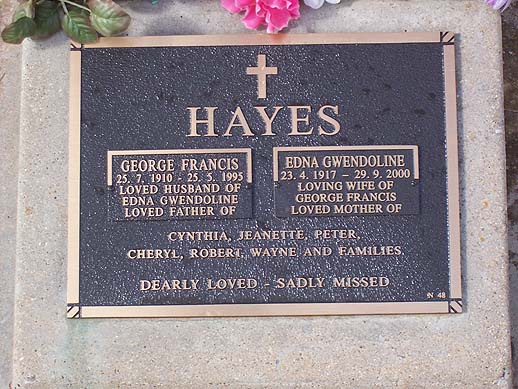 HAYES
GEORGE FRANCIS
25. 7. 1910 - 25. 5. 1995
LOVED HUSBAND OF
EDNA GWENDOLINE
LOVED FATHER OF
EDNA GWENDOLINE
23. 4. 1917 - 29. 9. 2000
LOVING WIFE OF
GEORGE FRANCIS
LOVED MOTHER OF
CYNTHIA, JEANETTE, PETER,
CHERYL, ROBERT, WAYNE AND FAMILIES.
DEARLY LOVED - SADLY MISSED
N 48